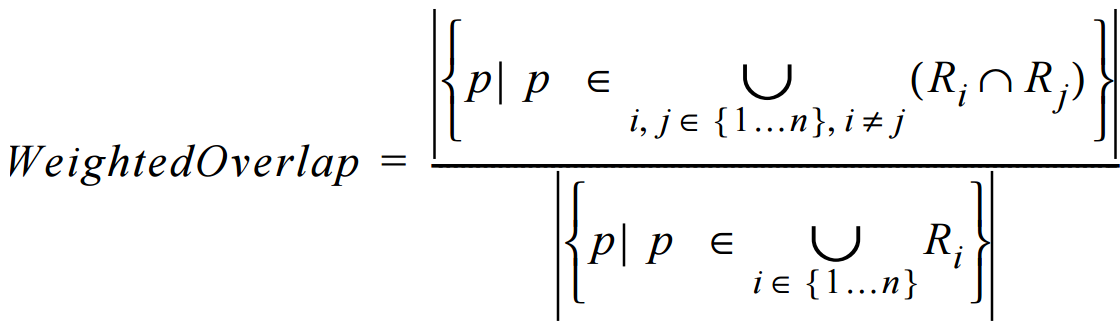 WeightedOverlap = |{p| p ∈ ∪ i, j ∈ {1…n}, i ≠ j (R_i ∩ R_j)}|
|{p| p ∈ ∪ i ∈ {1…n} R_i}|